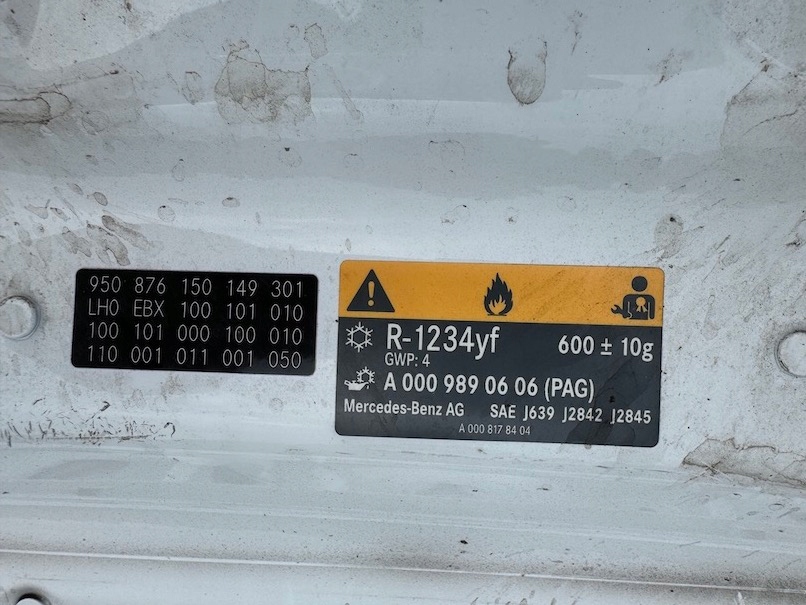 950 876 150 149 301
LH0 EBX 100 101 010
100 101 000 100 010
110 001 011 001 050
R-1234yf 600 ± 10g
GWP: 4
A 000 989 06 06 (PAG)
Mercedes-Benz AG SAE J639 J2842 J2845
A 000 817 84 04